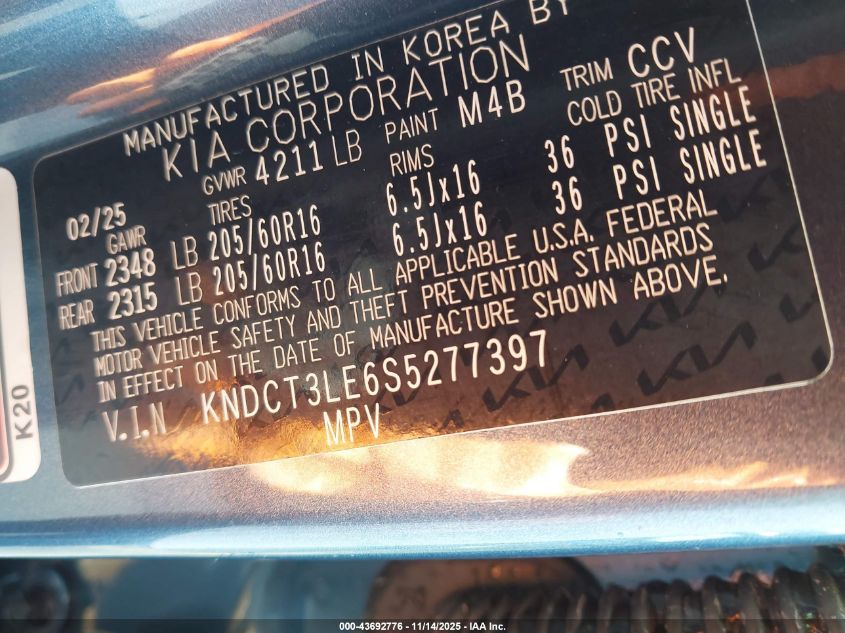 MANUFACTURED IN KOREA BY
KIA CORPORATION
GVWR 4211 LB PAINT M4B TRIM CCV
02/25 GAWR TIRES RIMS COLD TIRE INFL
FRONT 2348 LB 205/60R16 6.5Jx16 36 PSI SINGLE
REAR 2315 LB 205/60R16 6.5Jx16 36 PSI SINGLE
THIS VEHICLE CONFORMS TO ALL APPLICABLE U.S.A. FEDERAL
MOTOR VEHICLE SAFETY AND THEFT PREVENTION STANDARDS
IN EFFECT ON THE DATE OF MANUFACTURE SHOWN ABOVE.
V.I.N KNDCT3LE6S5277397
MPV
K20
000-43692776 - 11/14/2025 - IAA Inc.